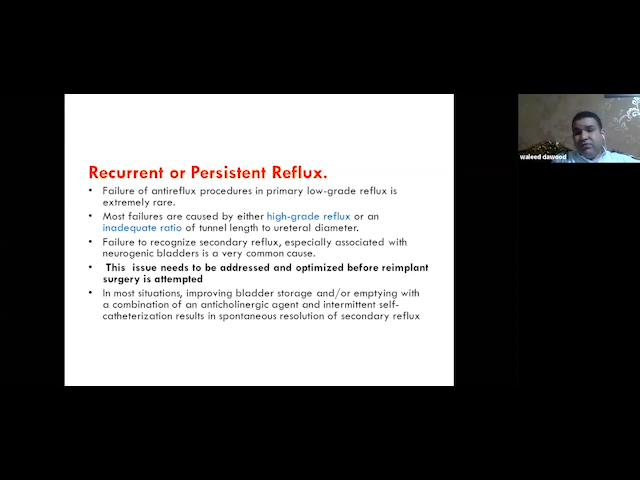 Recurrent or Persistent Reflux.
• Failure of antireflux procedures in primary low-grade reflux is
extremely rare.
• Most failures are caused by either high-grade reflux or an
inadequate ratio of tunnel length to ureteral diameter.
• Failure to recognize secondary reflux, especially associated with
neurogenic bladders is a very common cause.
• This issue needs to be addressed and optimized before reimplant
surgery is attempted
• In most situations, improving bladder storage and/or emptying with
a combination of an anticholinergic agent and intermittent self-
catheterization results in spontaneous resolution of secondary reflux
waleed dawood